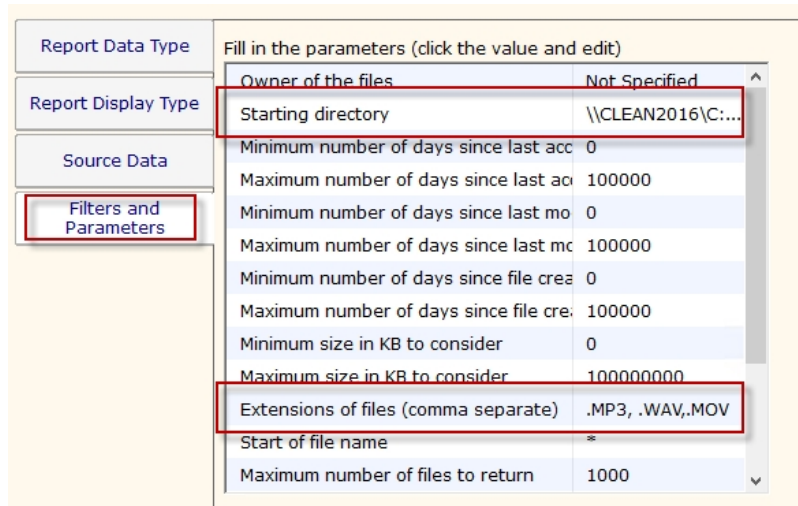 Report Data Type
Report Display Type
Source Data
Filters and
Parameters
Fill in the parameters (click the value and edit)
Owner of the files Not Specified
Starting directory \\CLEAN2016\C:...
Minimum number of days since last acc 0
Maximum number of days since last acc 100000
Minimum number of days since last mo 0
Maximum number of days since last mo 100000
Minimum number of days since file crea 0
Maximum number of days since file crea 100000
Minimum size in KB to consider 0
Maximum size in KB to consider 100000000
Extensions of files (comma separate) .MP3, .WAV,.MOV
Start of file name *
Maximum number of files to return 1000